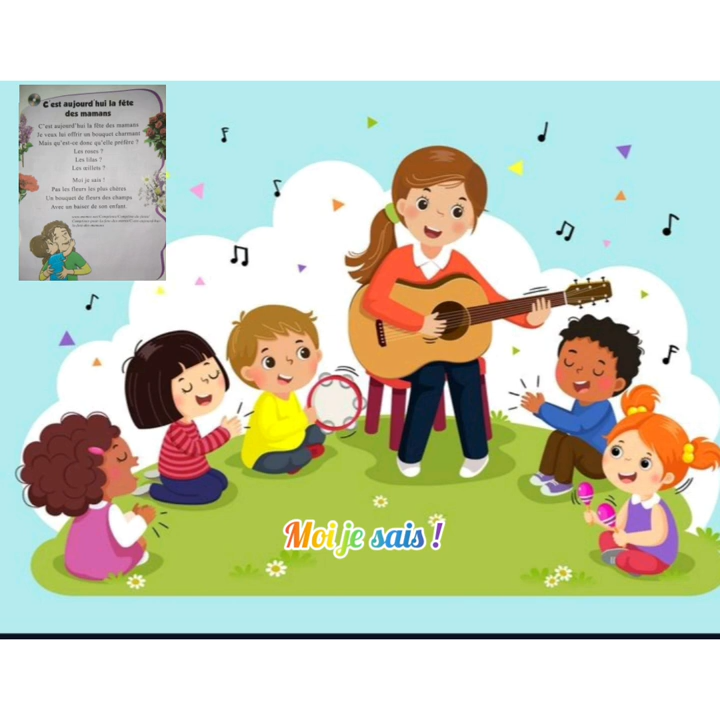 C'est aujourd'hui la fête
des mamans
C'est aujourd'hui la fête des mamans
Je veux lui offrir un bouquet charmant
Mais qu'est-ce donc qu'elle préfère ?
Les roses ?
Les lilas ?
Les œillets ?
Moi je sais !
Pas les fleurs les plus chères
Un bouquet de fleurs des champs
Avec un baiser de son enfant
Moi je sais !